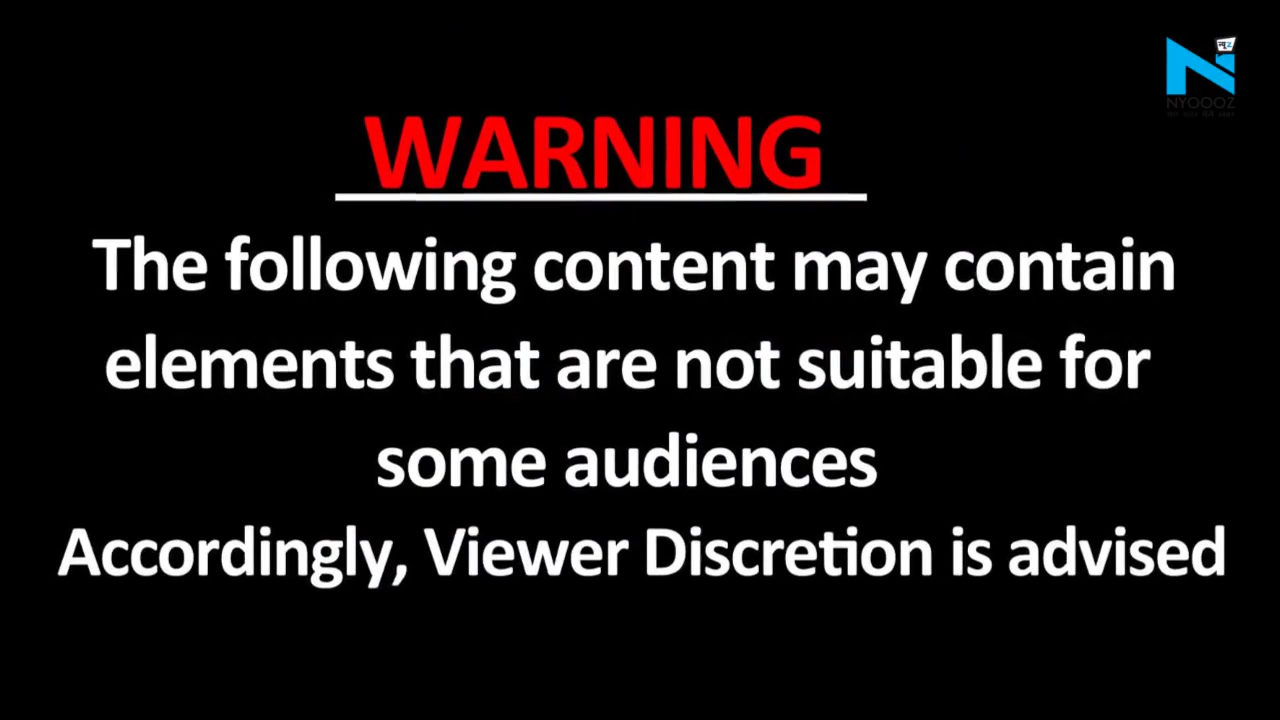 न्यूz
NYOOOZ
WARNING
The following content may contain
elements that are not suitable for
some audiences
Accordingly, Viewer Discretion is advised